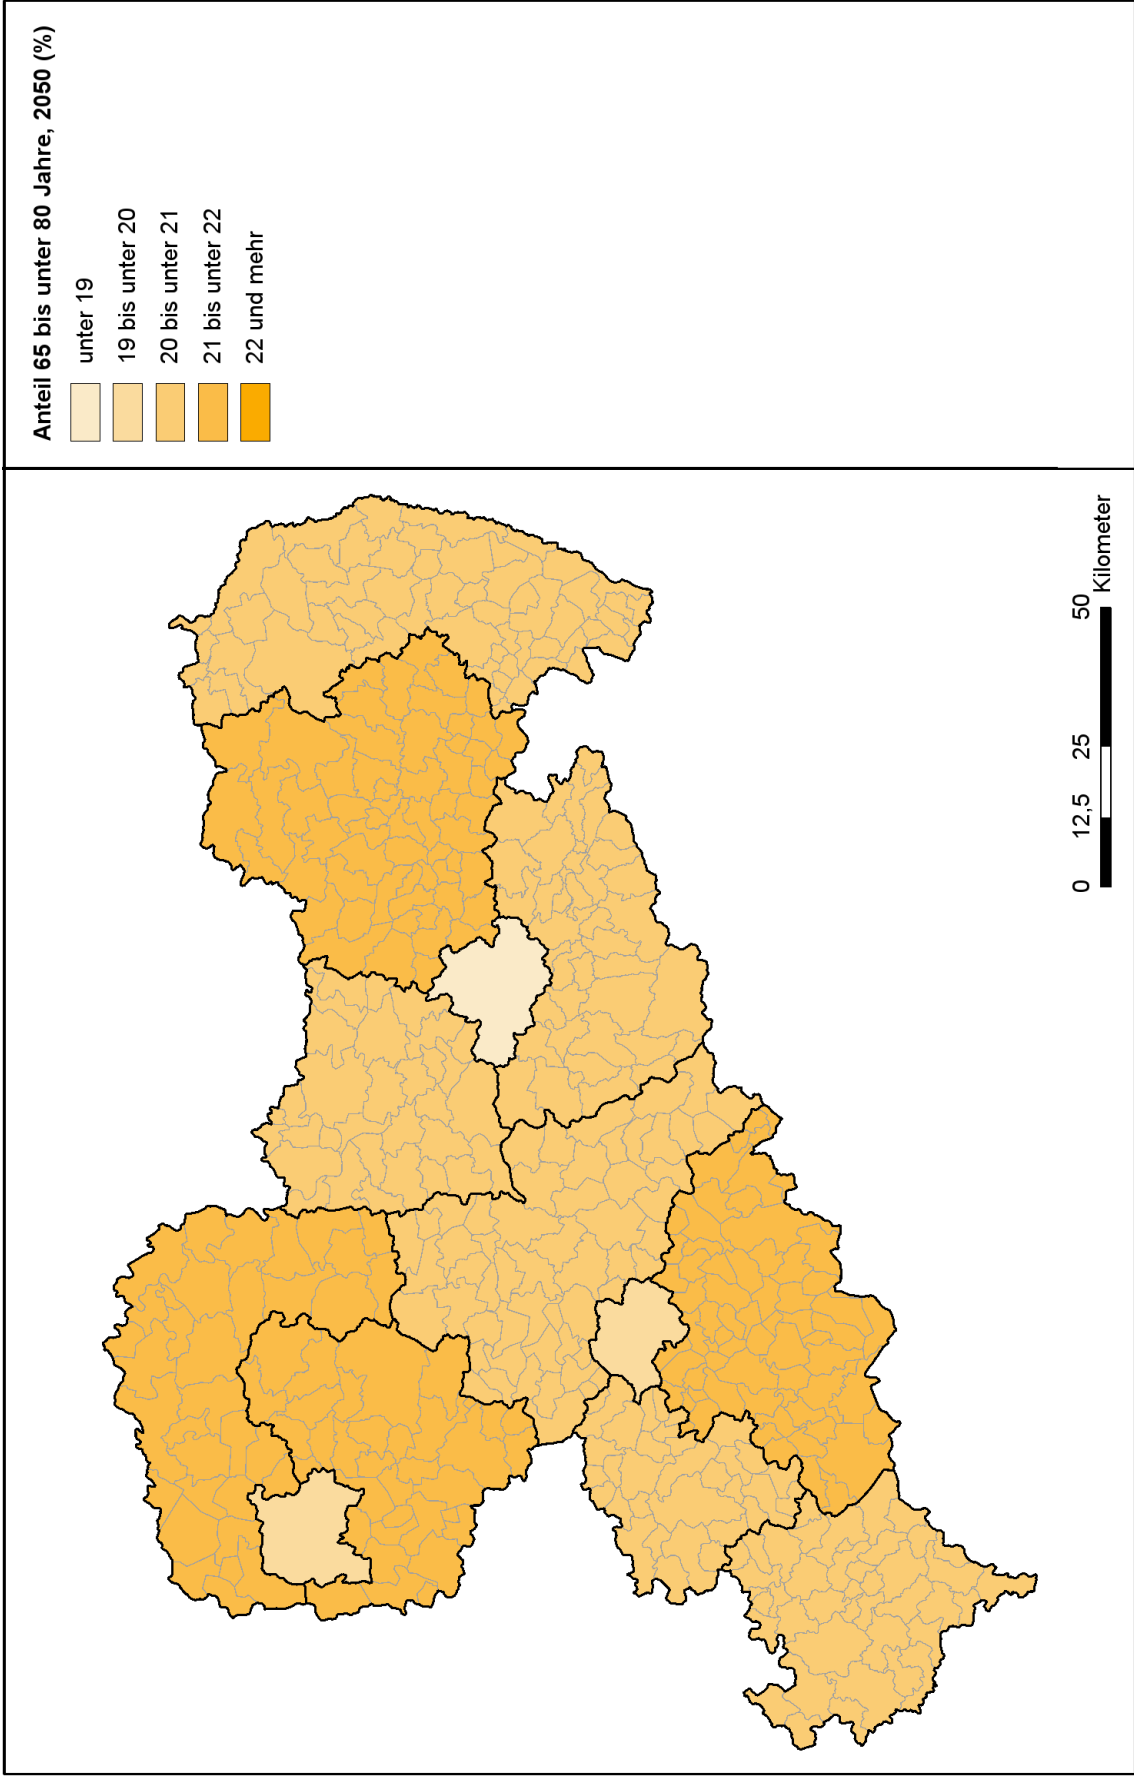 Anteil 65 bis unter 80 Jahre, 2050 (%)
unter 19
19 bis unter 20
20 bis unter 21
21 bis unter 22
22 und mehr
0 12,5 25 50
Kilometer